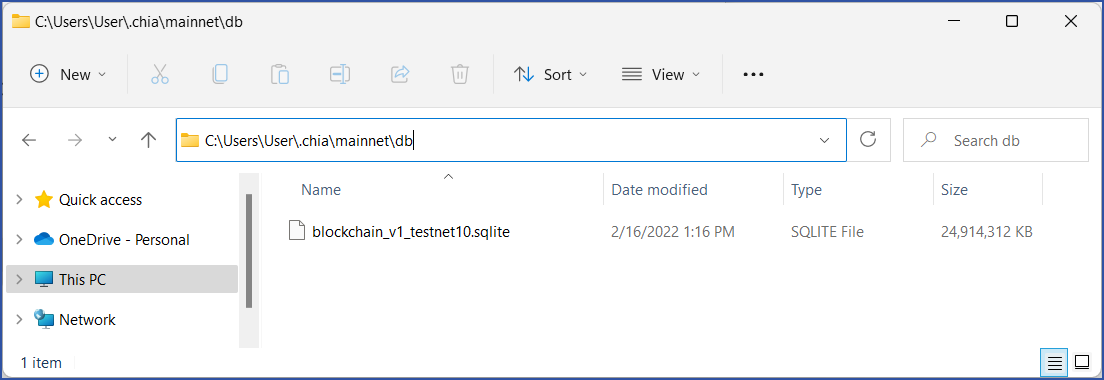 C:\Users\User\.chia\mainnet\db
New Sort View
C:\Users\User\.chia\mainnet\db Search db
Name Date modified Type Size
Quick access
blockchain_v1_testnet10.sqlite 2/16/2022 1:16 PM SQLITE File 24,914,312 KB
OneDrive - Personal
This PC
Network
1 item